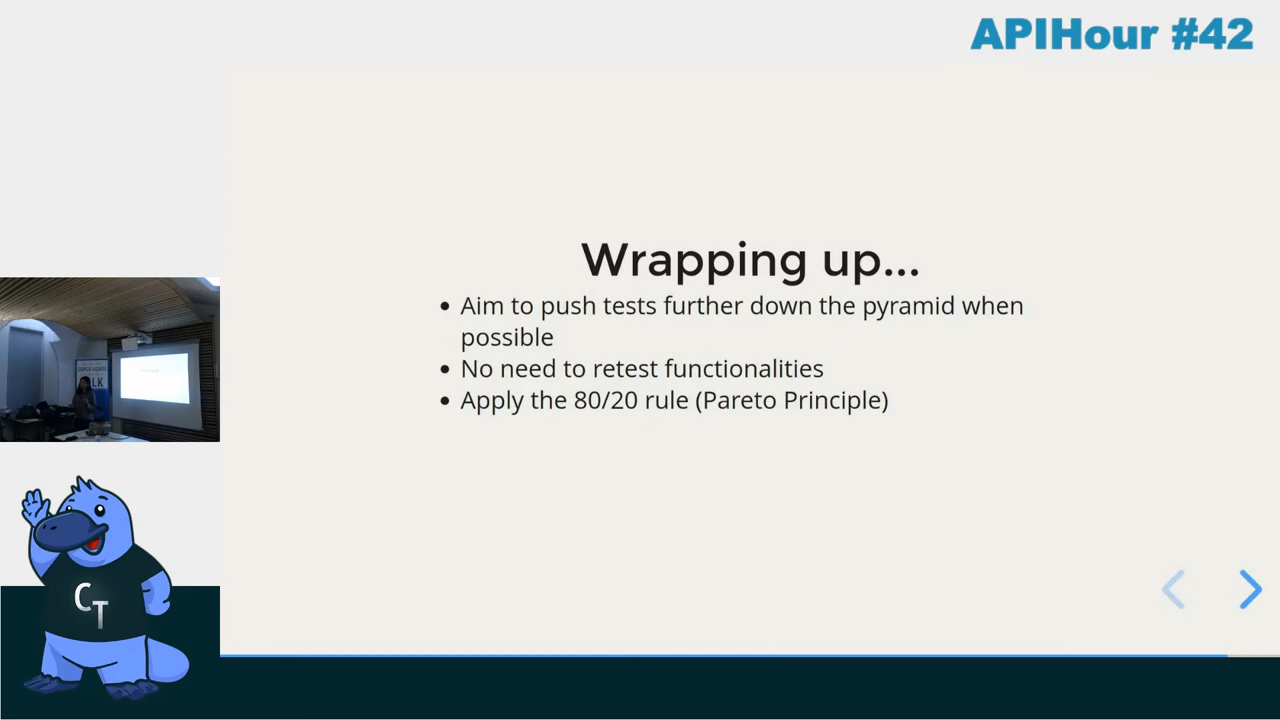 APIHour #42
Wrapping up...
• Aim to push tests further down the pyramid when
possible
• No need to retest functionalities
• Apply the 80/20 rule (Pareto Principle)
CT